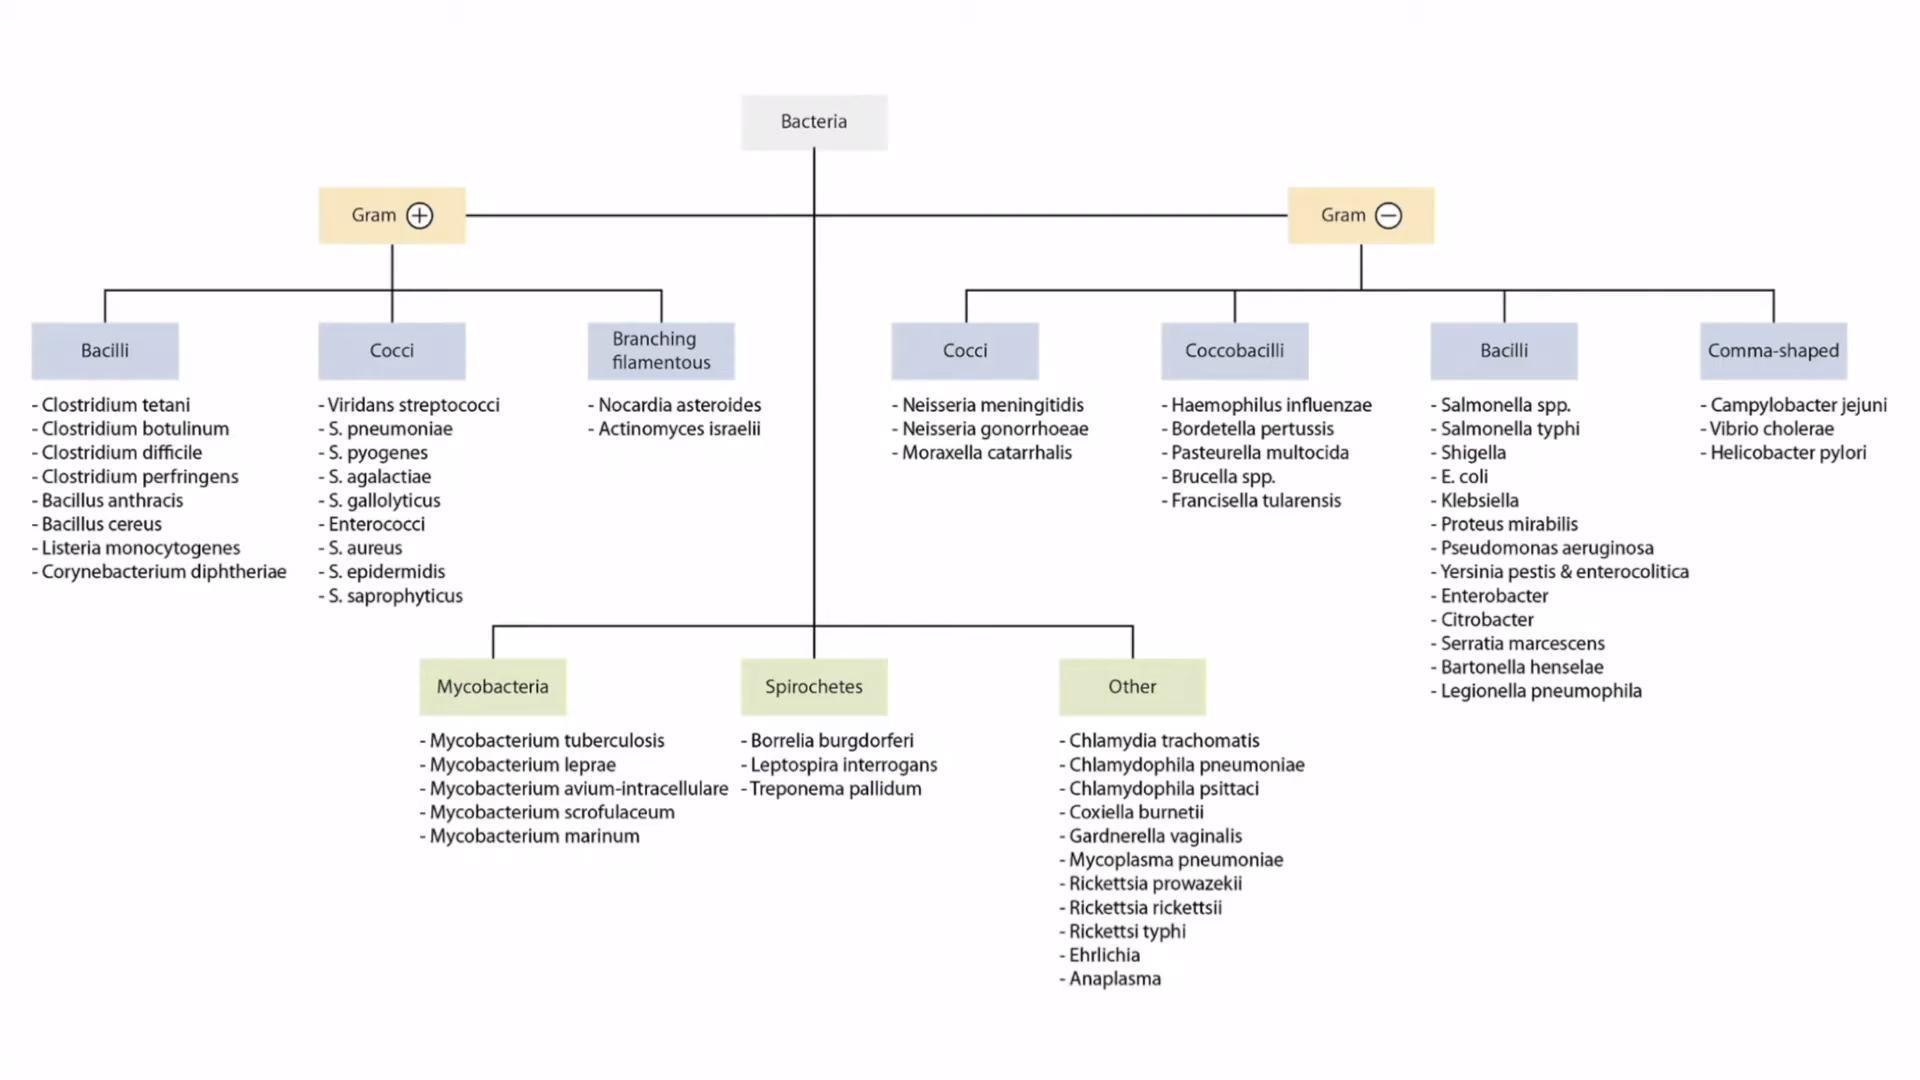 Bacteria
Gram +
Gram −
Bacilli
- Clostridium tetani
- Clostridium botulinum
- Clostridium difficile
- Clostridium perfringens
- Bacillus anthracis
- Bacillus cereus
- Listeria monocytogenes
- Corynebacterium diphtheriae
Cocci
- Viridans streptococci
- S. pneumoniae
- S. pyogenes
- S. agalactiae
- S. gallolyticus
- Enterococci
- S. aureus
- S. epidermidis
- S. saprophyticus
Branching
filamentous
- Nocardia asteroides
- Actinomyces israelii
Cocci
- Neisseria meningitidis
- Neisseria gonorrhoeae
- Moraxella catarrhalis
Coccobacilli
- Haemophilus influenzae
- Bordetella pertussis
- Pasteurella multocida
- Brucella spp.
- Francisella tularensis
Bacilli
- Salmonella spp.
- Salmonella typhi
- Shigella
- E. coli
- Klebsiella
- Proteus mirabilis
- Pseudomonas aeruginosa
- Yersinia pestis & enterocolitica
- Enterobacter
- Citrobacter
- Serratia marcescens
- Bartonella henselae
- Legionella pneumophila
Comma-shaped
- Campylobacter jejuni
- Vibrio cholerae
- Helicobacter pylori
Mycobacteria
- Mycobacterium tuberculosis
- Mycobacterium leprae
- Mycobacterium avium-intracellulare
- Mycobacterium scrofulaceum
- Mycobacterium marinum
Spirochetes
- Borrelia burgdorferi
- Leptospira interrogans
- Treponema pallidum
Other
- Chlamydia trachomatis
- Chlamydophila pneumoniae
- Chlamydophila psittaci
- Coxiella burnetii
- Gardnerella vaginalis
- Mycoplasma pneumoniae
- Rickettsia prowazekii
- Rickettsia rickettsii
- Rickettsi typhi
- Ehrlichia
- Anaplasma